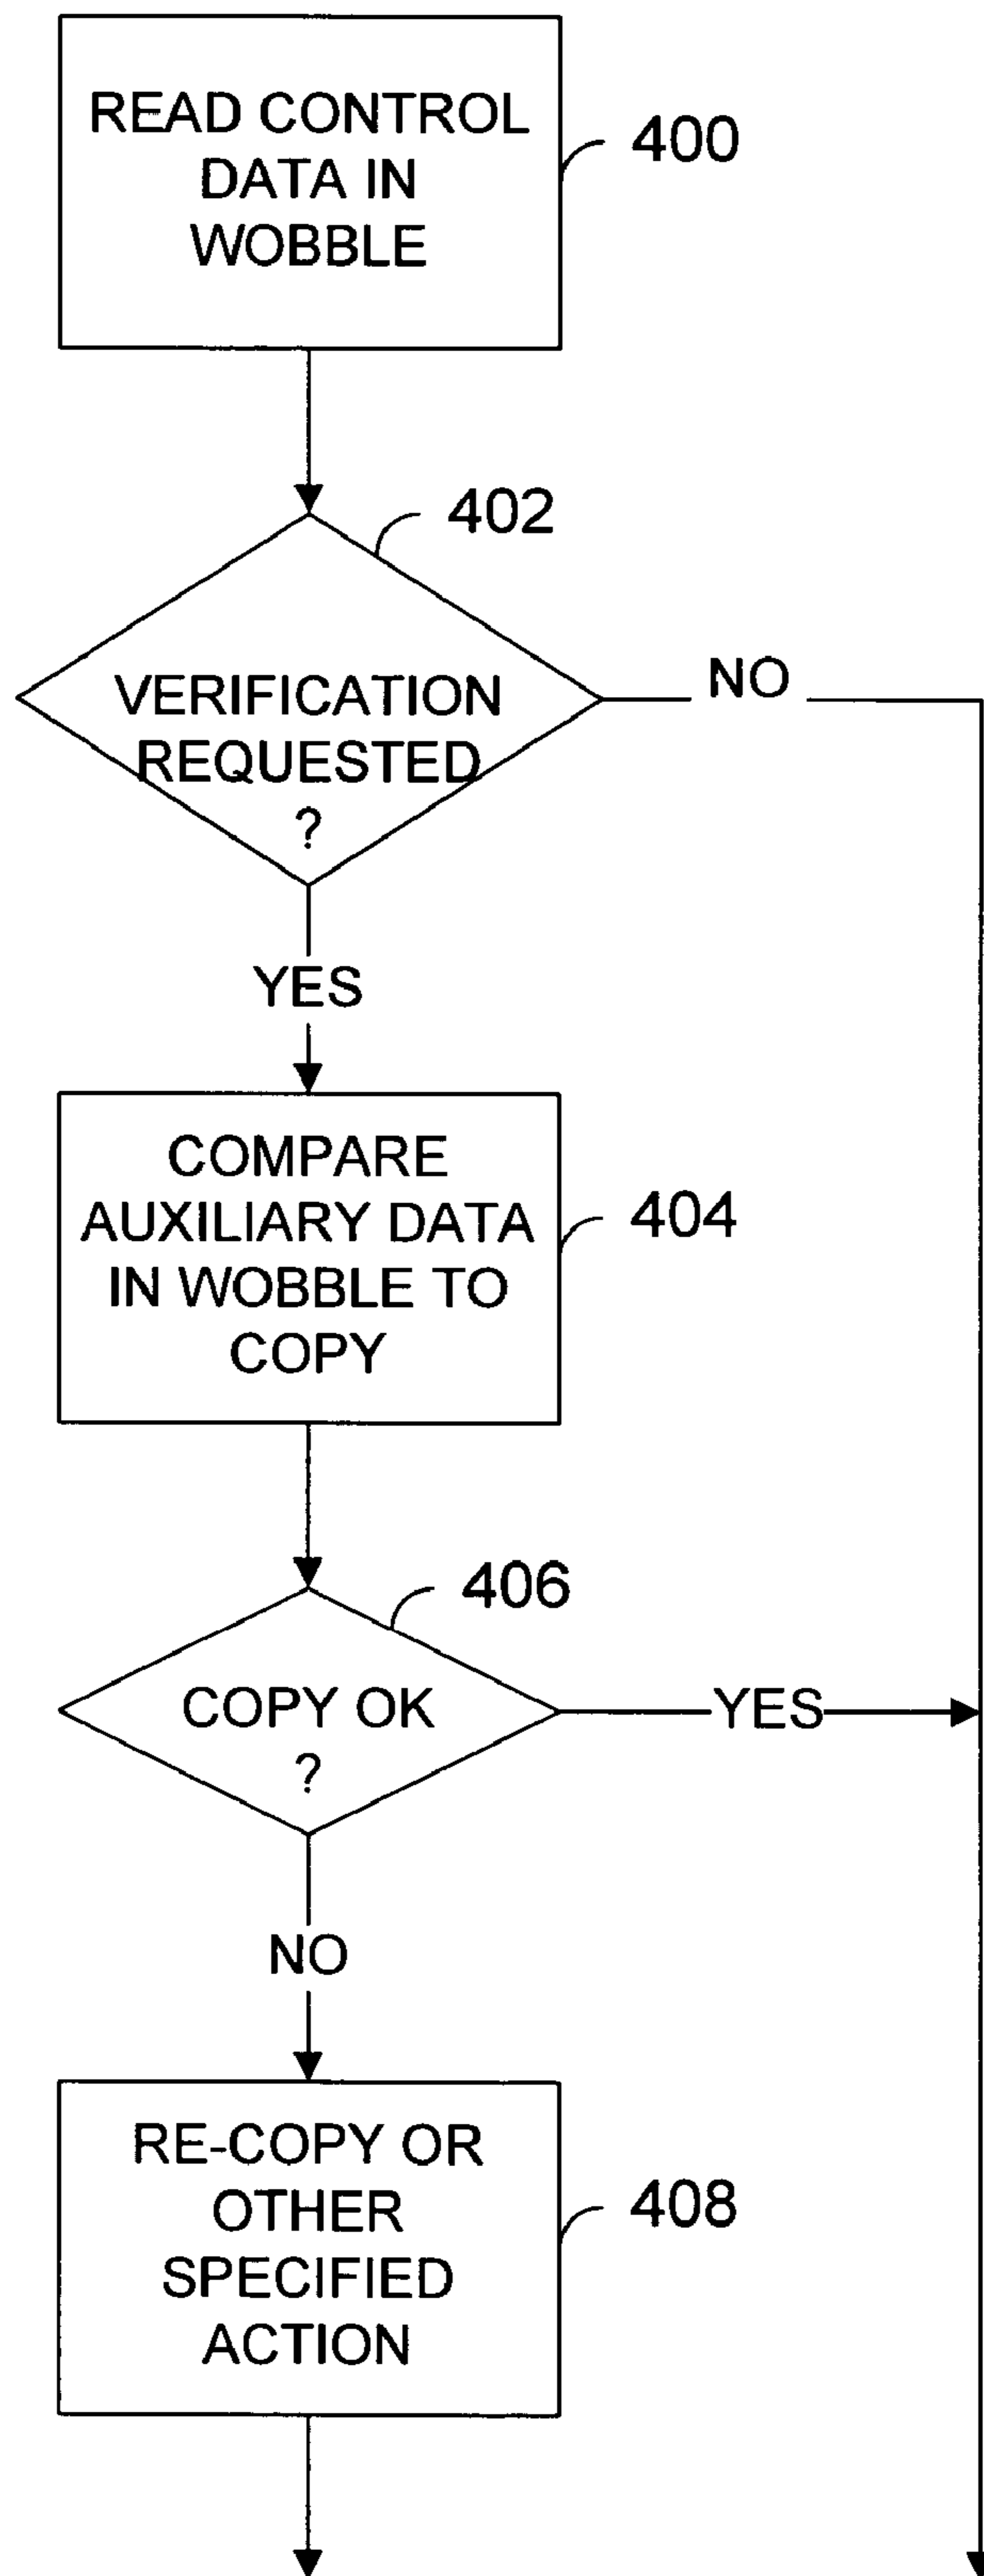 READ CONTROL
DATA IN
WOBBLE
400
402
VERIFICATION
REQUESTED
?
NO
YES
COMPARE
AUXILIARY DATA
IN WOBBLE TO
COPY
404
406
COPY OK
?
YES
NO
RE-COPY OR
OTHER
SPECIFIED
ACTION
408